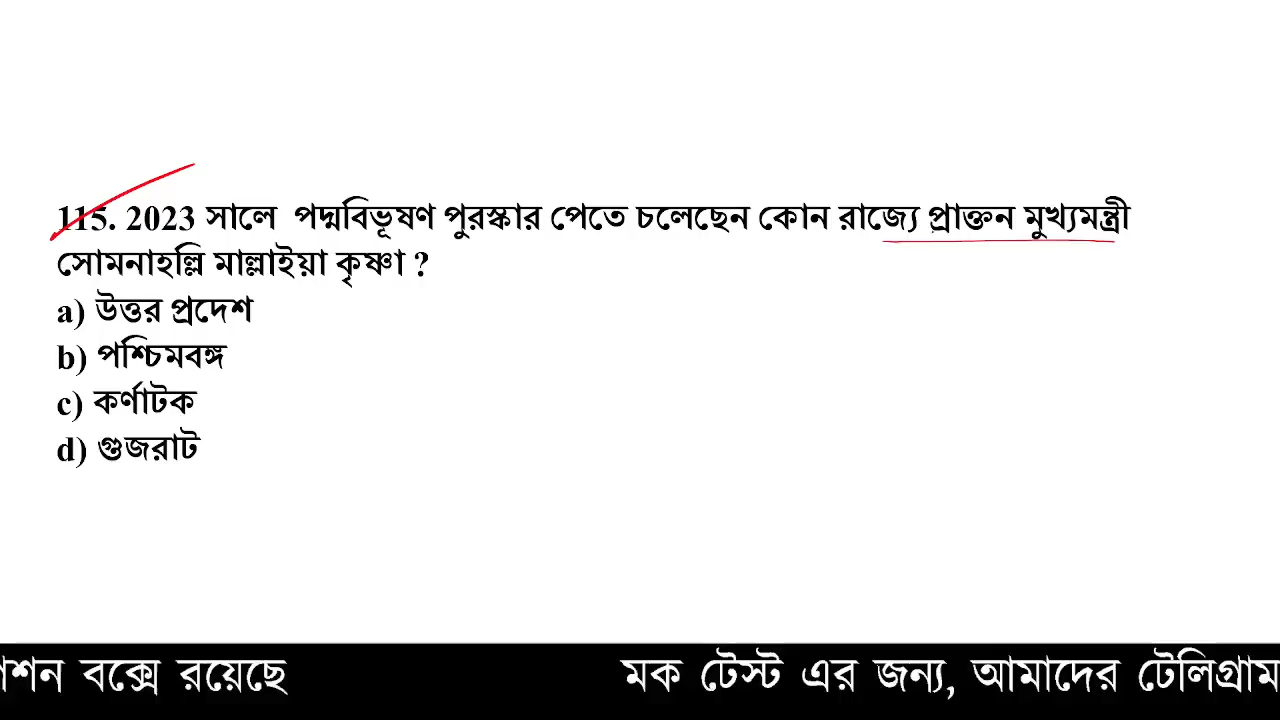 115. 2023 সালে পদ্মবিভূষণ পুরস্কার পেতে চলেছেন কোন রাজ্যে প্রাক্তন মুখ্যমন্ত্রী
সোমনাহল্লি মাল্লাইয়া কৃষ্ণা ?
a) উত্তর প্রদেশ
b) পশ্চিমবঙ্গ
c) কর্ণাটক
d) গুজরাট
বক্সে রয়েছে মক টেস্ট এর জন্য, আমাদের টেলিগ্রাম